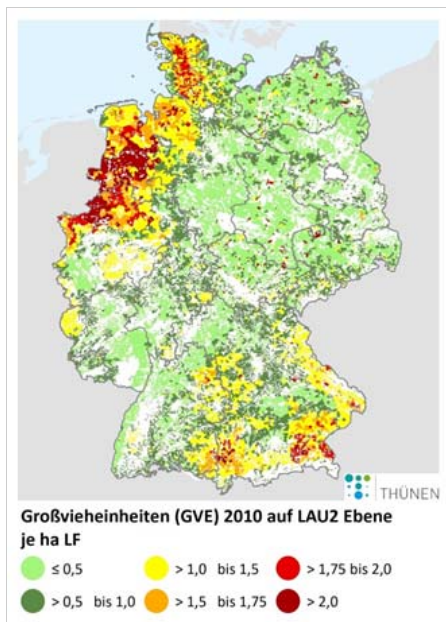 THÜNEN
Großvieheinheiten (GVE) 2010 auf LAU2 Ebene
je ha LF
≤ 0,5 > 1,0 bis 1,5 > 1,75 bis 2,0
> 0,5 bis 1,0 > 1,5 bis 1,75 > 2,0